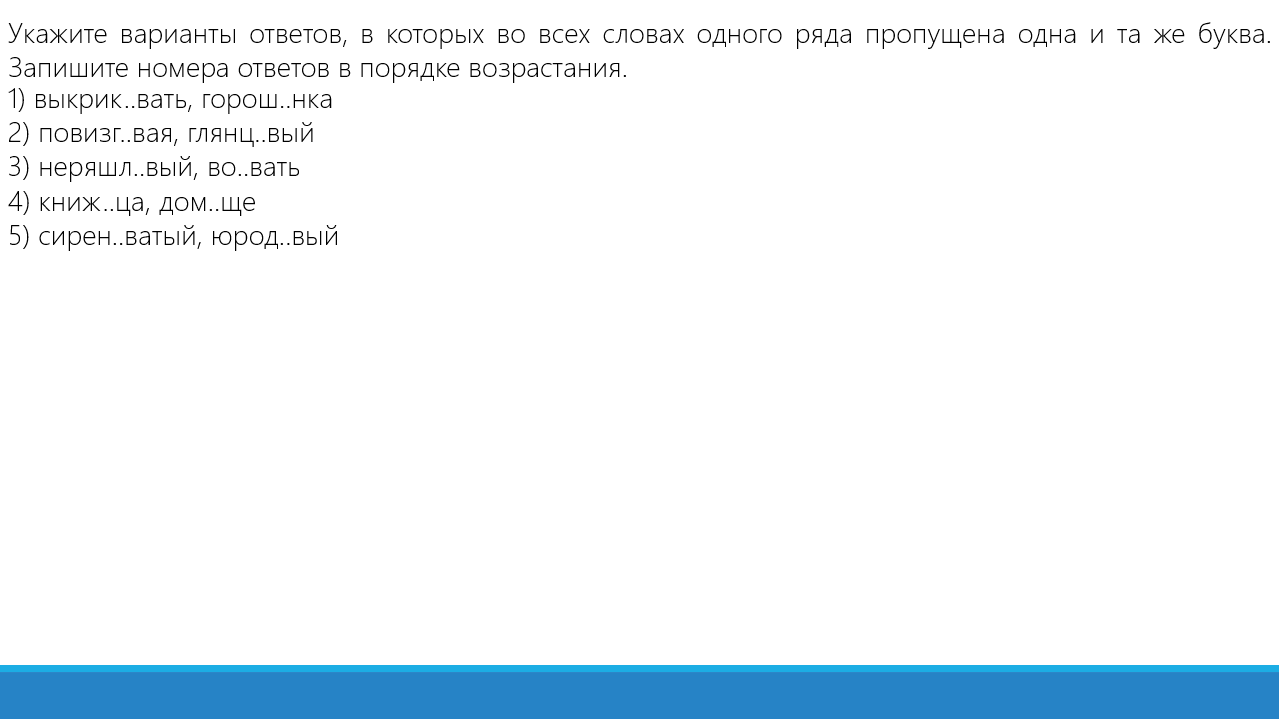 Укажите варианты ответов, в которых во всех словах одного ряда пропущена одна и та же буква.
Запишите номера ответов в порядке возрастания.
1) выкрик..вать, горош..нка
2) повизг..вая, глянц..вый
3) неряшл..вый, во..вать
4) книж..ца, дом..ще
5) сирен..ватый, юрод..вый